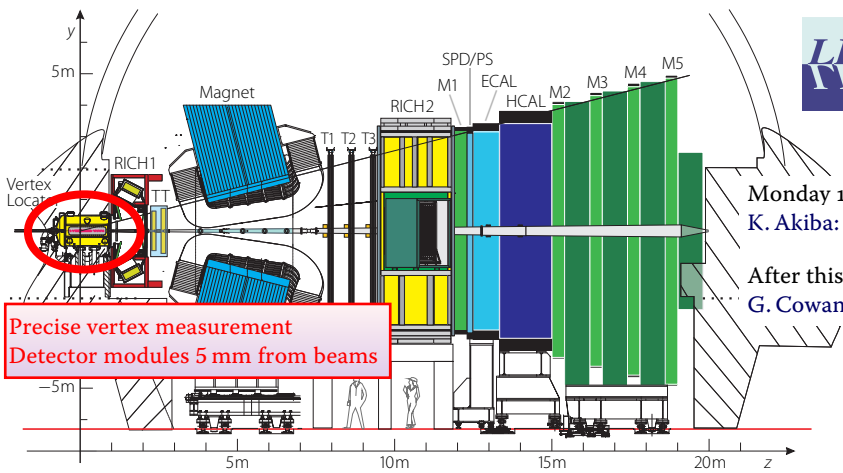 y
5m
SPD/PS
M1
ECAL
HCAL
M2
M3
M4
M5
Magnet
RICH2
T1
T2
T3
RICH1
TT
Vertex
Monday 1
K. Akiba:
After this
G. Cowan
Precise vertex measurement
Detector modules 5 mm from beams
−5m
5m
10m
15m
20m
z